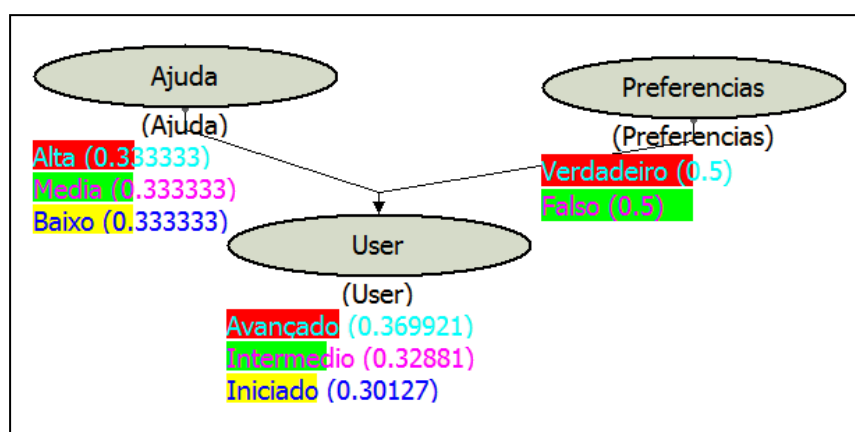 Ajuda
(Ajuda)
Alta (0.333333)
Media (0.333333)
Baixo (0.333333)
Preferencias
(Preferencias)
Verdadeiro (0.5)
Falso (0.5)
User
(User)
Avançado (0.369921)
Intermedio (0.32881)
Iniciado (0.30127)